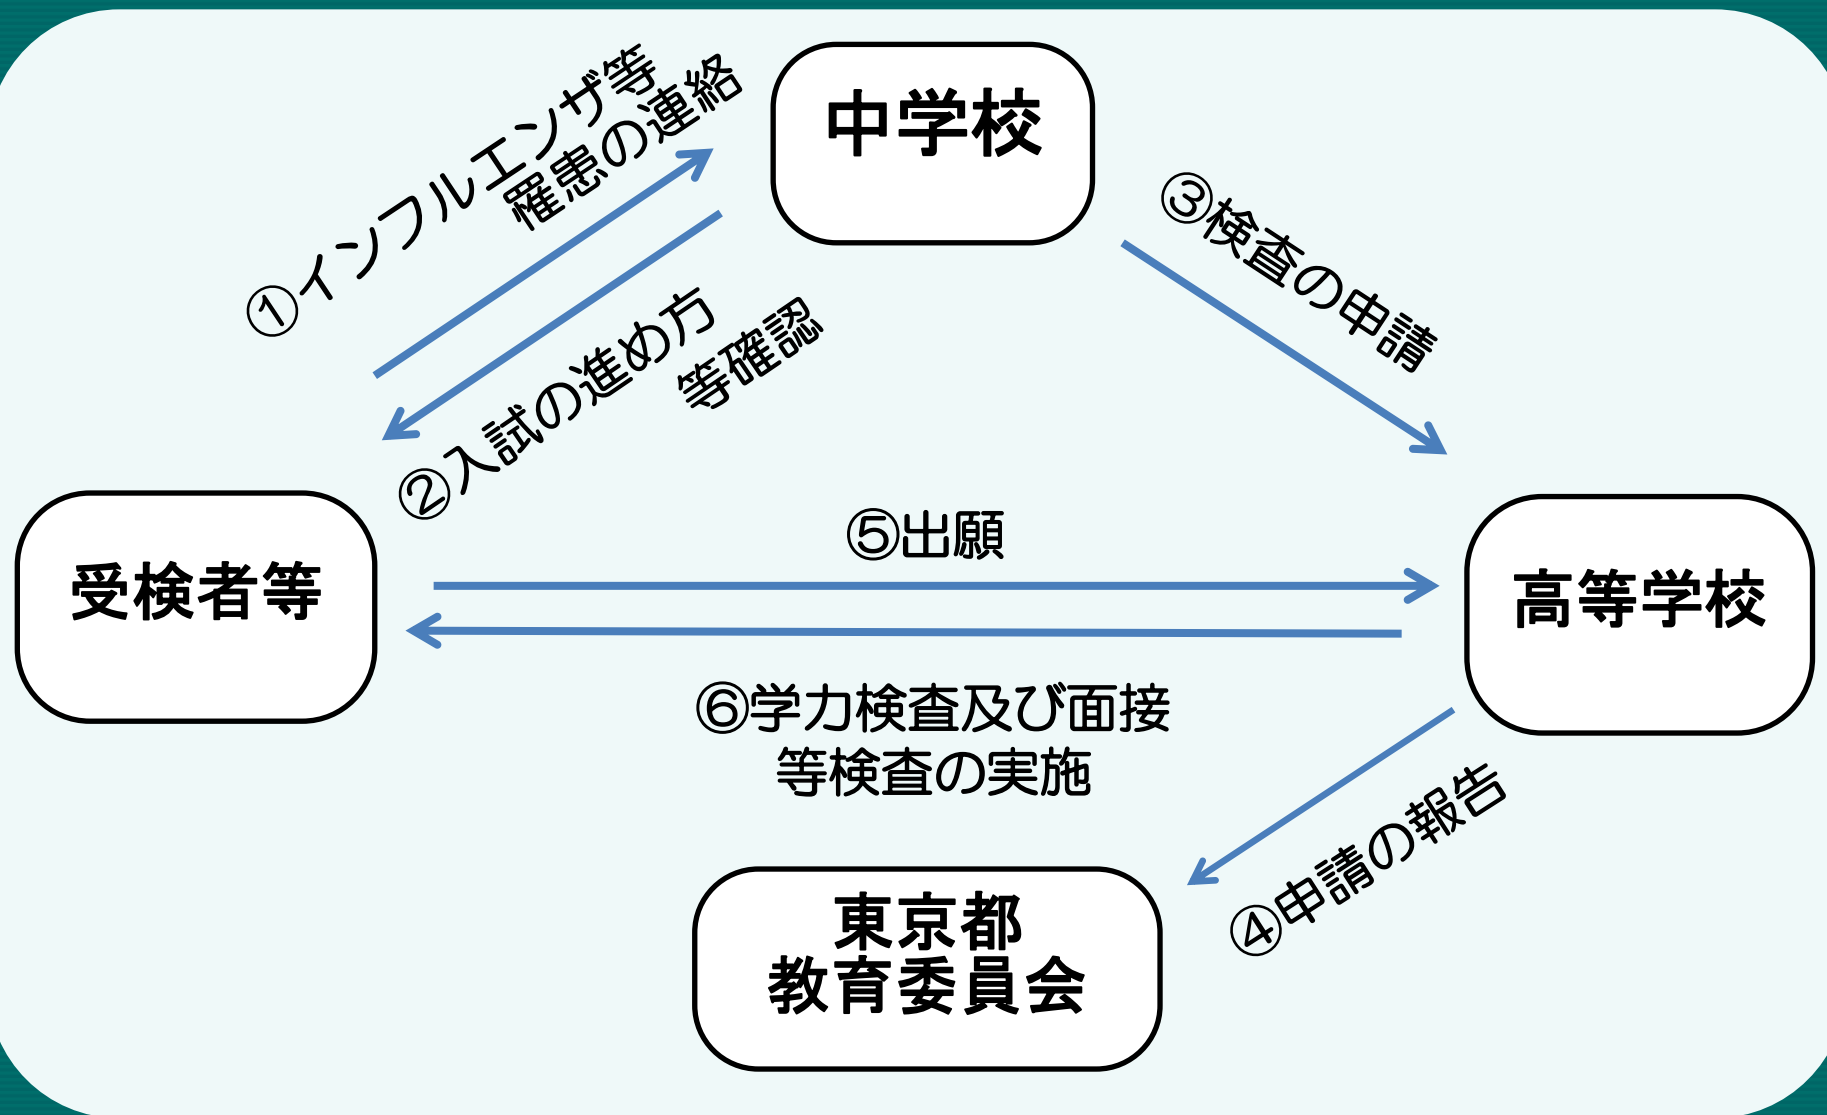 中学校
①インフルエンザ等
罹患の連絡
②入試の進め方
等確認
③検査の申請
受検者等
⑤出願
高等学校
⑥学力検査及び面接
等検査の実施
④申請の報告
東京都
教育委員会